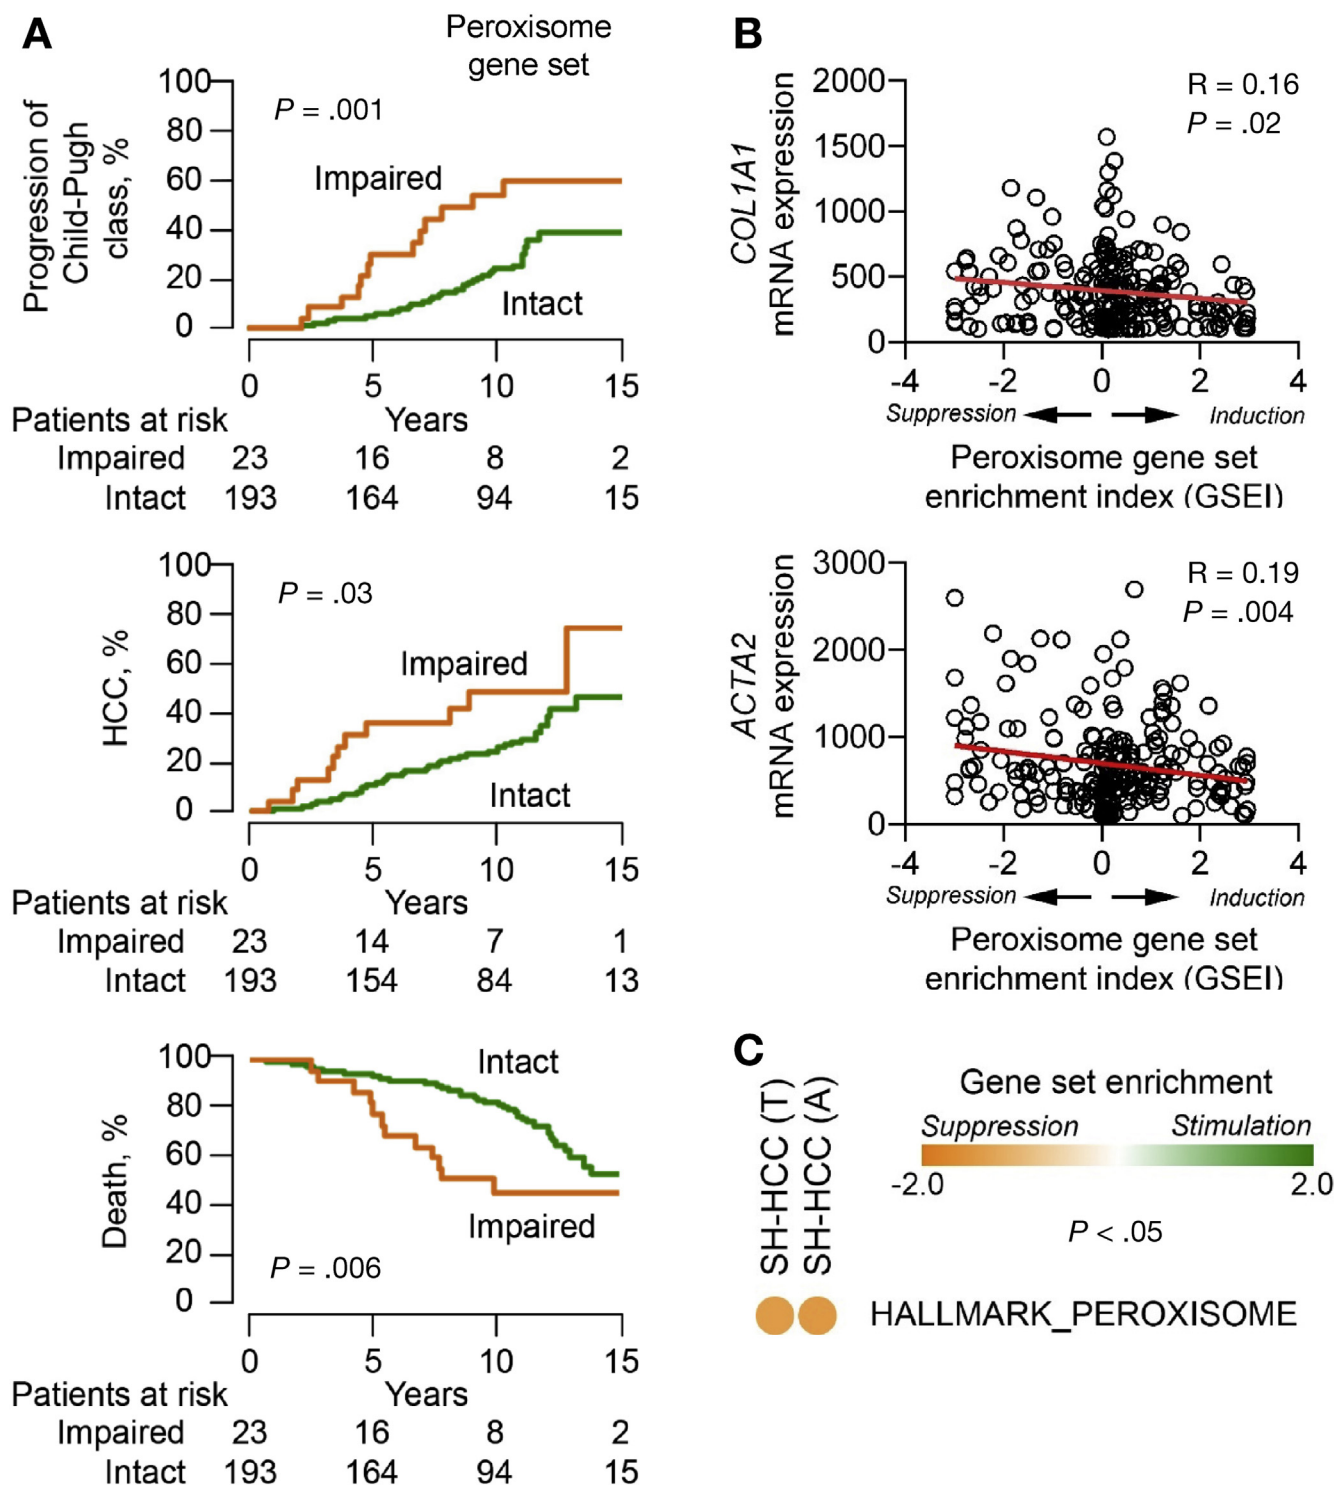 A
Peroxisome
gene set
Progression of
Child-Pugh
class, %
100
80
60
40
20
0
P = .001
Impaired
Intact
0 5 10 15
Patients at risk Years
Impaired 23 16 8 2
Intact 193 164 94 15
HCC, %
100
80
60
40
20
0
P = .03
Impaired
Intact
0 5 10 15
Patients at risk Years
Impaired 23 14 7 1
Intact 193 154 84 13
Death, %
100
80
60
40
20
0
Intact
Impaired
P = .006
0 5 10 15
Patients at risk Years
Impaired 23 16 8 2
Intact 193 164 94 15
B
COL1A1
mRNA expression
2000
1500
1000
500
0
R = 0.16
P = .02
-4 -2 0 2 4
Suppression Induction
Peroxisome gene set
enrichment index (GSEI)
ACTA2
mRNA expression
3000
2000
1000
0
R = 0.19
P = .004
-4 -2 0 2 4
Suppression Induction
Peroxisome gene set
enrichment index (GSEI)
C
SH-HCC (T)
SH-HCC (A)
Gene set enrichment
Suppression Stimulation
-2.0 2.0
P < .05
HALLMARK_PEROXISOME